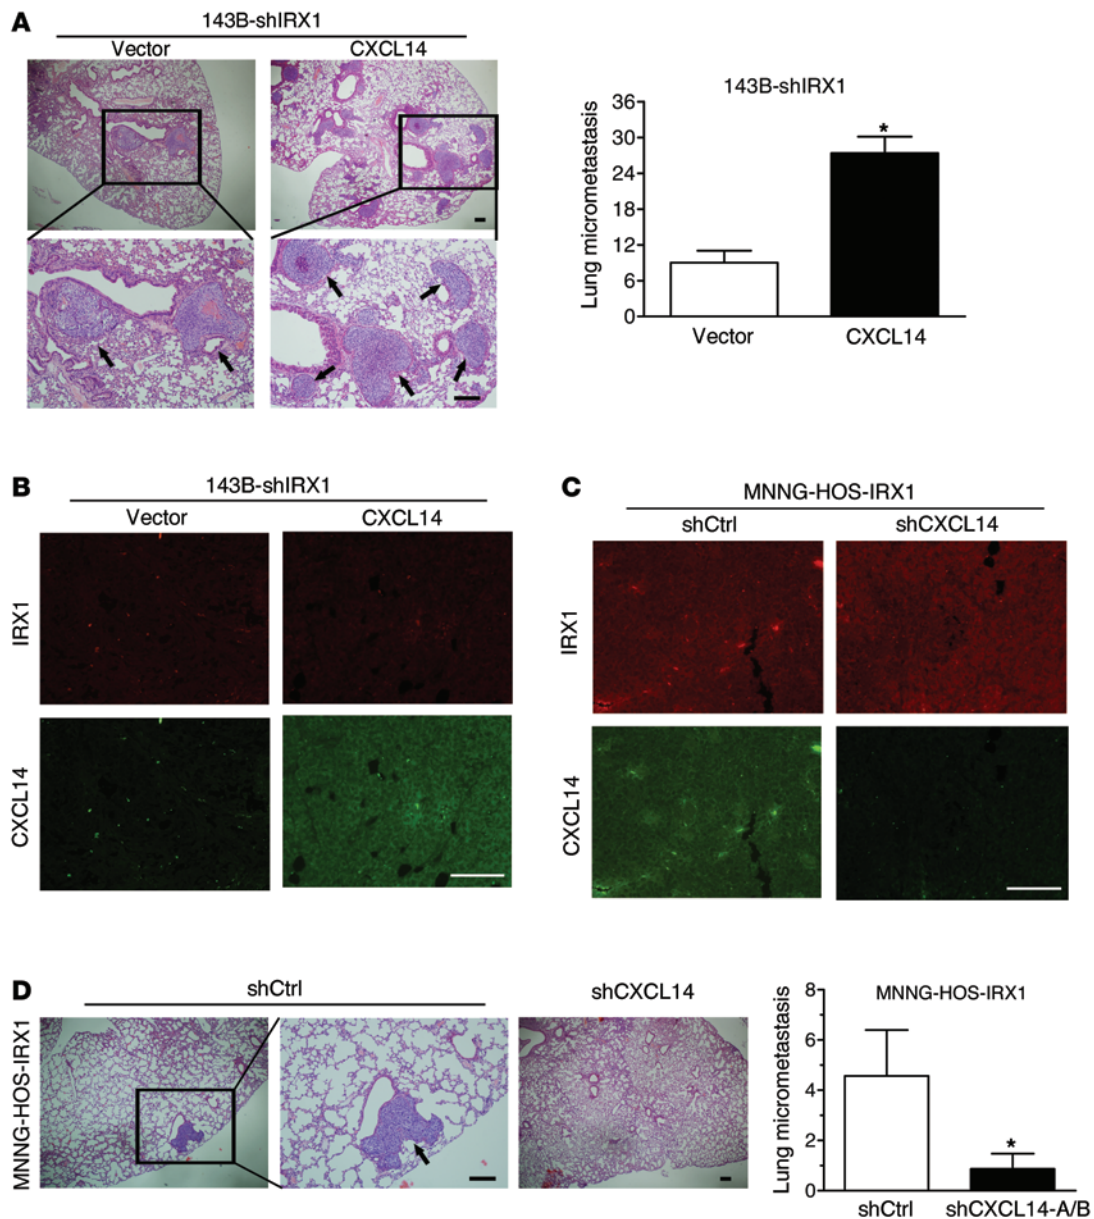 A
143B-shIRX1
Vector
CXCL14
143B-shIRX1
Lung micrometastasis
36
30
24
18
12
6
0
*
Vector
CXCL14
B
143B-shIRX1
Vector
CXCL14
IRX1
CXCL14
C
MNNG-HOS-IRX1
shCtrl
shCXCL14
IRX1
CXCL14
D
shCtrl
shCXCL14
MNNG-HOS-IRX1
MNNG-HOS-IRX1
Lung micrometastasis
8
6
4
2
0
*
shCtrl
shCXCL14-A/B